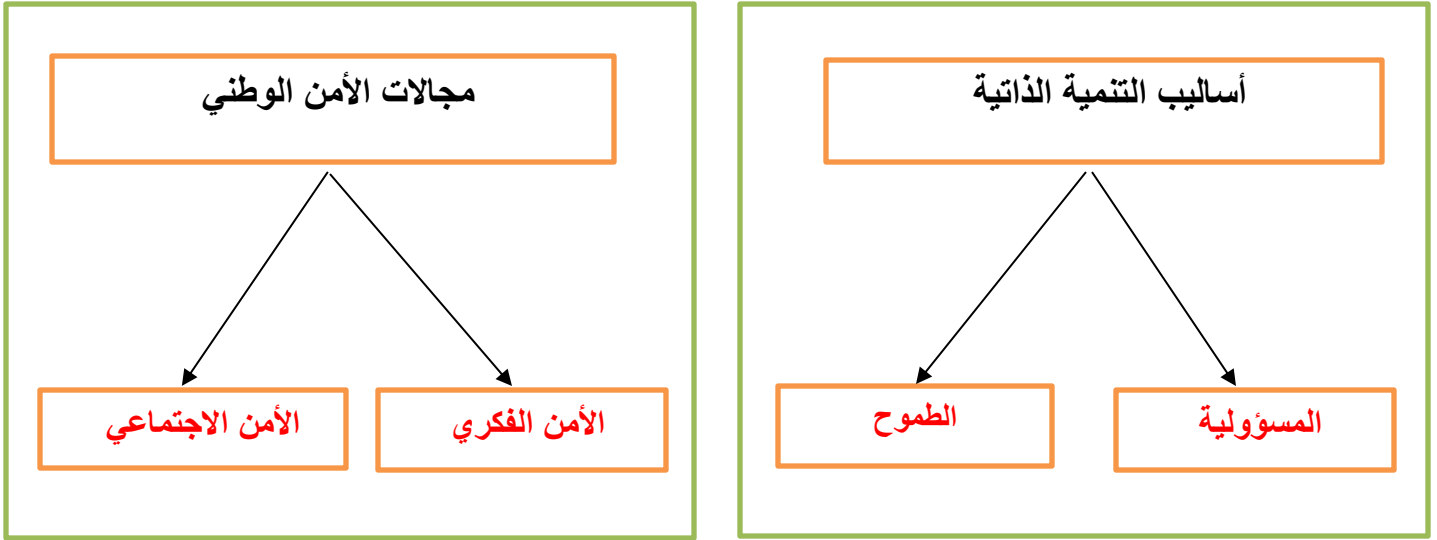 أساليب التنمية الذاتية
المسؤولية
الطموح
مجالات الأمن الوطني
الأمن الفكري
الأمن الاجتماعي